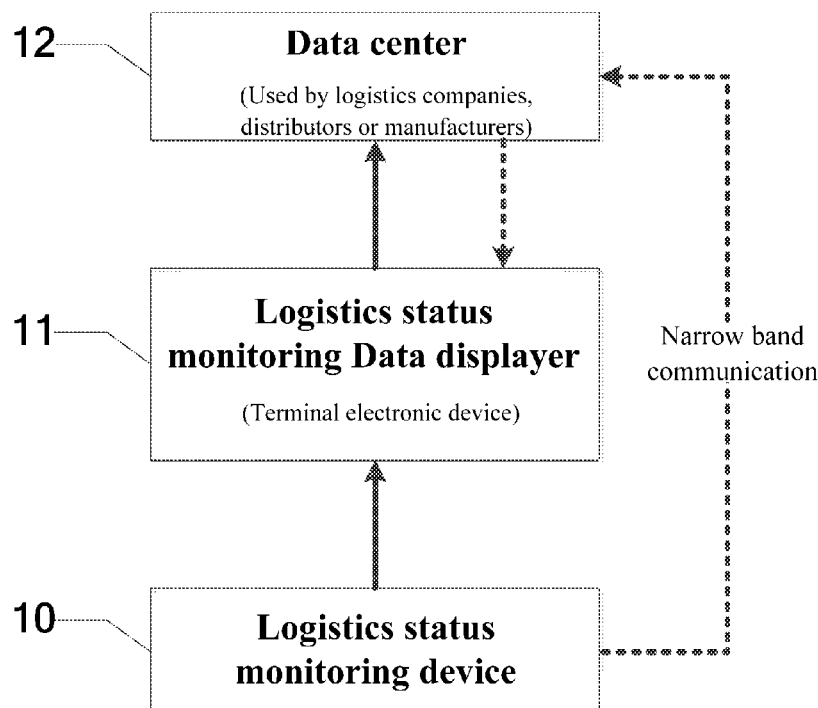 12
Data center
(Used by logistics companies,
distributors or manufacturers)
11
Logistics status
monitoring Data displayer
(Terminal electronic device)
Narrow band
communication
10
Logistics status
monitoring device